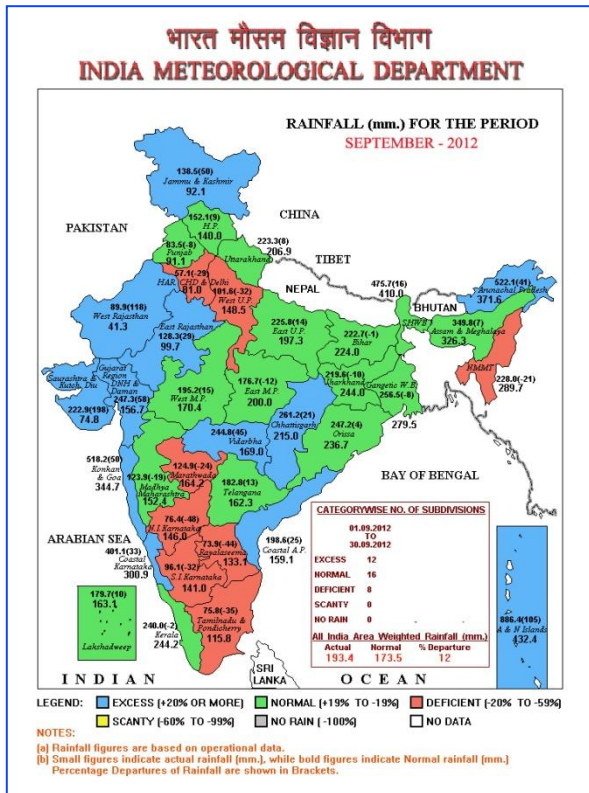 भारत मौसम विज्ञान विभाग
INDIA METEOROLOGICAL DEPARTMENT
RAINFALL (mm.) FOR THE PERIOD
SEPTEMBER - 2012
138.5(50)
Jammu & Kashmir
92.1
CHINA
152.1(9)
H.P.
140.0
PAKISTAN
83.5(-8)
Punjab
91.1
223.3(8)
206.9
Uttarakhand
TIBET
57.1(-29)
HAR. CHD & Delhi
81.0
101.6(-32)
West U.P.
148.5
NEPAL
475.7(16)
410.0
BHUTAN
522.1(41)
Arunachal Pradesh
371.6
89.9(118)
West Rajasthan
41.3
East Rajasthan
128.3(29)
99.7
225.8(14)
East U.P.
197.3
222.7(-1)
Bihar
224.0
SHWB
349.8(7)
Assam & Meghalaya
326.3
NMMT
228.0(-21)
289.7
Saurashtra &
Kutch, Diu
222.9(198)
74.8
Gujarat
Region
DNH &
Daman
247.3(58)
156.7
195.2(15)
West M.P.
170.4
176.7(-12)
East M.P.
200.0
219.6(-10)
Jharkhand
244.0
Gangetic W.B.
256.5(-8)
279.5
261.2(21)
Chhattisgarh
215.0
247.2(4)
Orissa
236.7
244.8(45)
Vidarbha
169.0
518.2(50)
Konkan
and Goa
344.7
123.9(-19)
Madhya
Maharashtra
152.4
124.9(-24)
Marathwada
164.2
182.8(13)
Telangana
162.3
BAY OF BENGAL
76.4(-48)
N.I.Karnataka
146.0
73.9(-44)
Rayalaseema
133.1
198.6(25)
Coastal A.P.
159.1
ARABIAN SEA
401.1(33)
Coastal
Karnataka
300.9
96.1(-32)
S.I.Karnataka
141.0
75.8(-35)
Tamilnadu &
Pondicherry
115.8
240.0(-2)
Kerala
244.2
179.7(10)
163.1
Lakshadweep
886.4(105)
A & N Islands
432.4
CATEGORYWISE NO. OF SUBDIVISIONS
01.09.2012
TO
30.09.2012
EXCESS 12
NORMAL 16
DEFICIENT 8
SCANTY 0
NO RAIN 0
All India Area Weighted Rainfall (mm.)
Actual Normal % Departure
193.4 173.5 12
SRI
LANKA
INDIAN OCEAN
LEGEND: EXCESS (+20% OR MORE) NORMAL (+19% TO -19%) DEFICIENT (-20% TO -59%)
SCANTY (-60% TO -99%) NO RAIN (-100%) NO DATA
NOTES:
(a) Rainfall figures are based on operational data.
(b) Small figures indicate actual rainfall (mm.), while bold figures indicate Normal rainfall (mm.)
Percentage Departures of Rainfall are shown in Brackets.